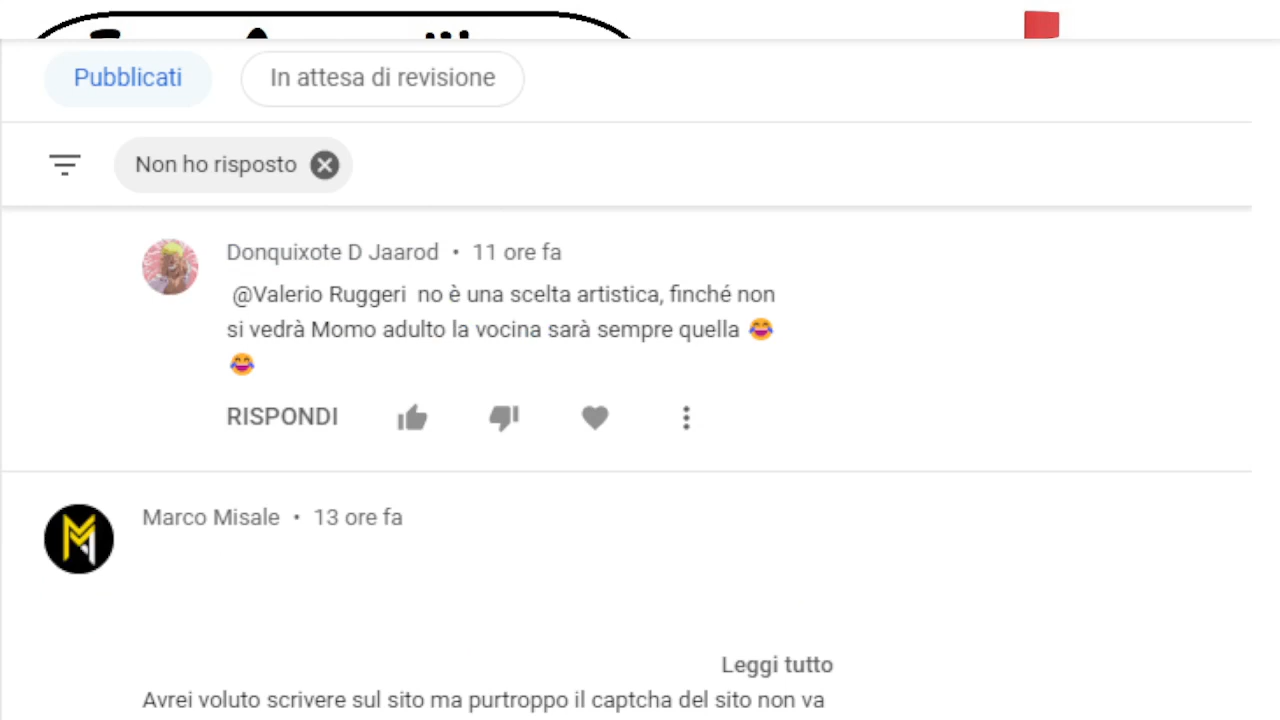 Pubblicati
In attesa di revisione
Non ho risposto
Donquixote D Jaarod • 11 ore fa
@Valerio Ruggeri no è una scelta artistica, finché non
si vedrà Momo adulto la vocina sarà sempre quella 😂
😂
RISPONDI
Marco Misale • 13 ore fa
Leggi tutto
Avrei voluto scrivere sul sito ma purtroppo il captcha del sito non va